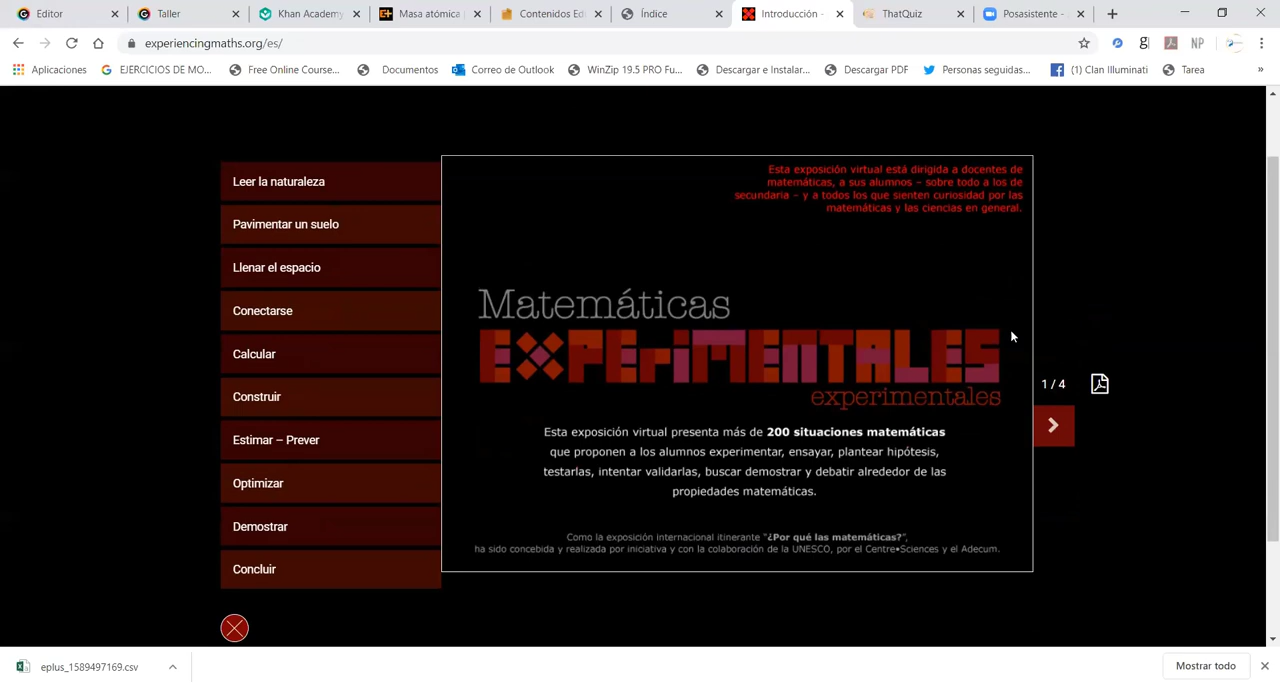 Editor
Taller
Khan Academy
Masa atómica
Contenidos Ed
Índice
Introducción -
ThatQuiz
Posasistente -
experiencingmaths.org/es/
NP
Aplicaciones
EJERCICIOS DE MO...
Free Online Course...
Documentos
Correo de Outlook
WinZip 19.5 PRO Fu...
Descargar e Instalar...
Descargar PDF
Personas seguidas...
(1) Clan Illuminati
Tarea
»
Leer la naturaleza
Pavimentar un suelo
Llenar el espacio
Conectarse
Calcular
Construir
Estimar – Prever
Optimizar
Demostrar
Concluir
Esta exposición virtual está dirigida a docentes de
matemáticas, a sus alumnos – sobre todo a los de
secundaria – y a todos los que sienten curiosidad por las
matemáticas y las ciencias en general.
Matemáticas
EXPEriMENTALES
experimentales
Esta exposición virtual presenta más de 200 situaciones matemáticas
que proponen a los alumnos experimentar, ensayar, plantear hipótesis,
testarlas, intentar validarlas, buscar demostrar y debatir alrededor de las
propiedades matemáticas.
Como la exposición internacional itinerante "¿Por qué las matemáticas?",
ha sido concebida y realizada por iniciativa y con la colaboración de la UNESCO, por el Centre•Sciences y el Adecum.
1 / 4
eplus_1589497169.csv
Mostrar todo